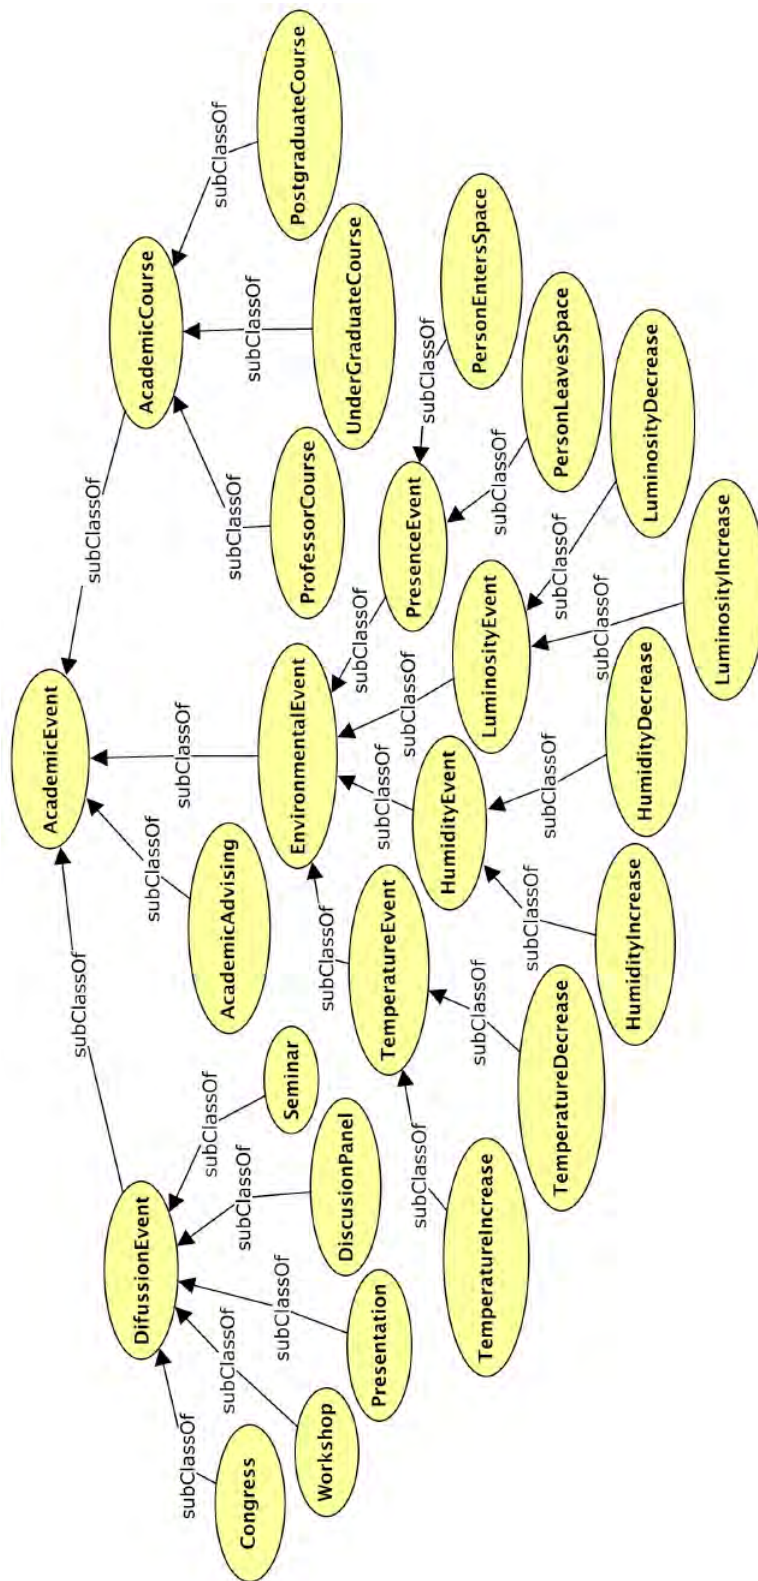 AcademicEvent
subClassOf
subClassOf
DifussionEvent
subClassOf
AcademicCourse
subClassOf
subClassOf
subClassOf
AcademicAdvising
subClassOf
subClassOf
subClassOf
subClassOf
subClassOf
Congress
subClassOf
Seminar
EnvironmentalEvent
ProfessorCourse
PostgraduateCourse
Workshop
subClassOf
UnderGraduateCourse
DiscusionPanel
subClassOf
Presentation
subClassOf
TemperatureEvent
subClassOf
PresenceEvent
subClassOf
subClassOf
HumidityEvent
TemperatureIncrease
subClassOf
LuminosityEvent
subClassOf
PersonEntersSpace
subClassOf
subClassOf
subClassOf
TemperatureDecrease
PersonLeavesSpace
subClassOf
HumidityIncrease
HumidityDecrease
LuminosityDecrease
LuminosityIncrease